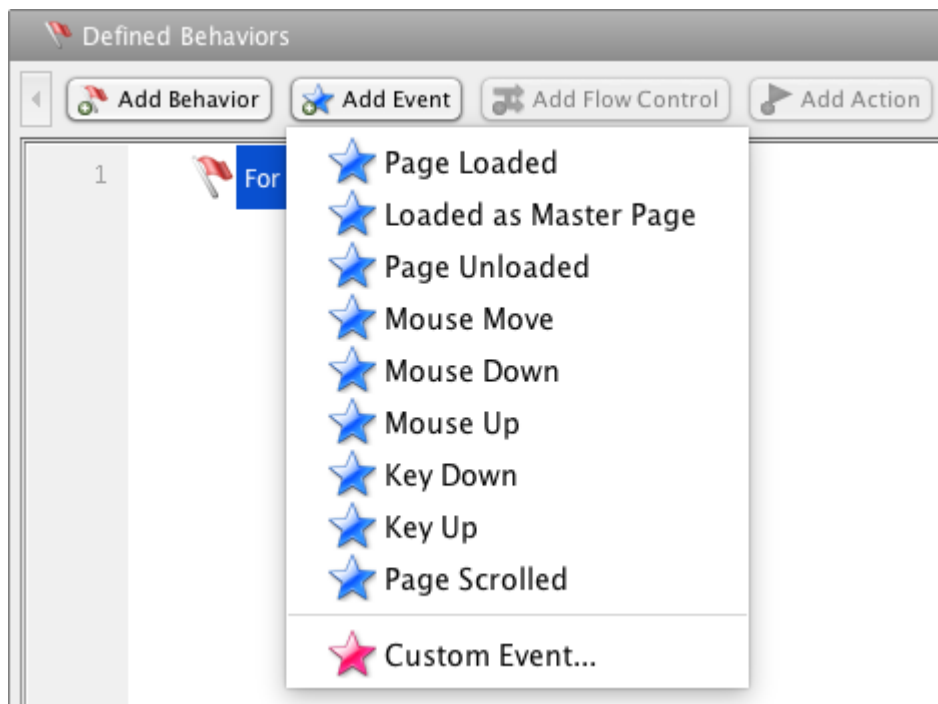 Defined Behaviors
Add Behavior Add Event Add Flow Control Add Action
1 For
Page Loaded
Loaded as Master Page
Page Unloaded
Mouse Move
Mouse Down
Mouse Up
Key Down
Key Up
Page Scrolled
Custom Event...